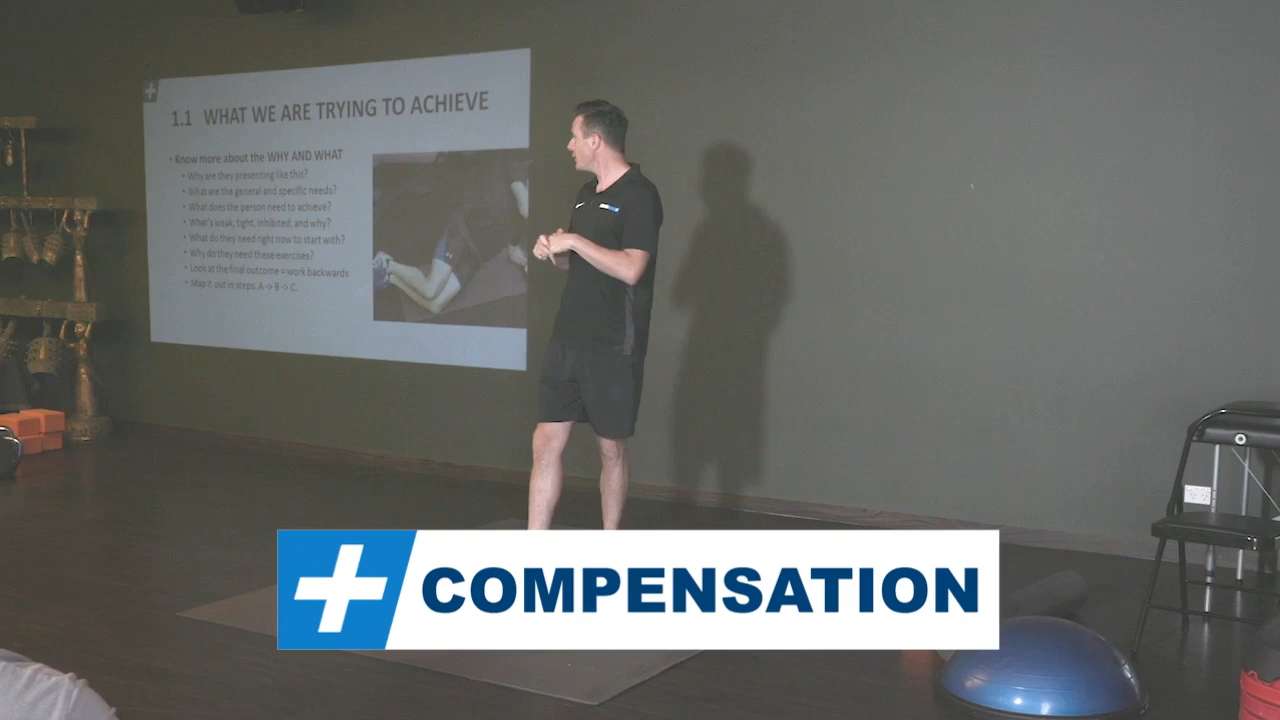 1.1 WHAT WE ARE TRYING TO ACHIEVE
• Know more about the WHY AND WHAT
• Why are they presenting like this?
• What are the general and specific needs?
• What does the person need to achieve?
• What's weak, tight, inhibited, and why?
• What do they need right now to start with?
• Why do they need these exercises?
• Look at the final outcome = work backwards
• Map it out in steps. A -> B -> C.
COMPENSATION